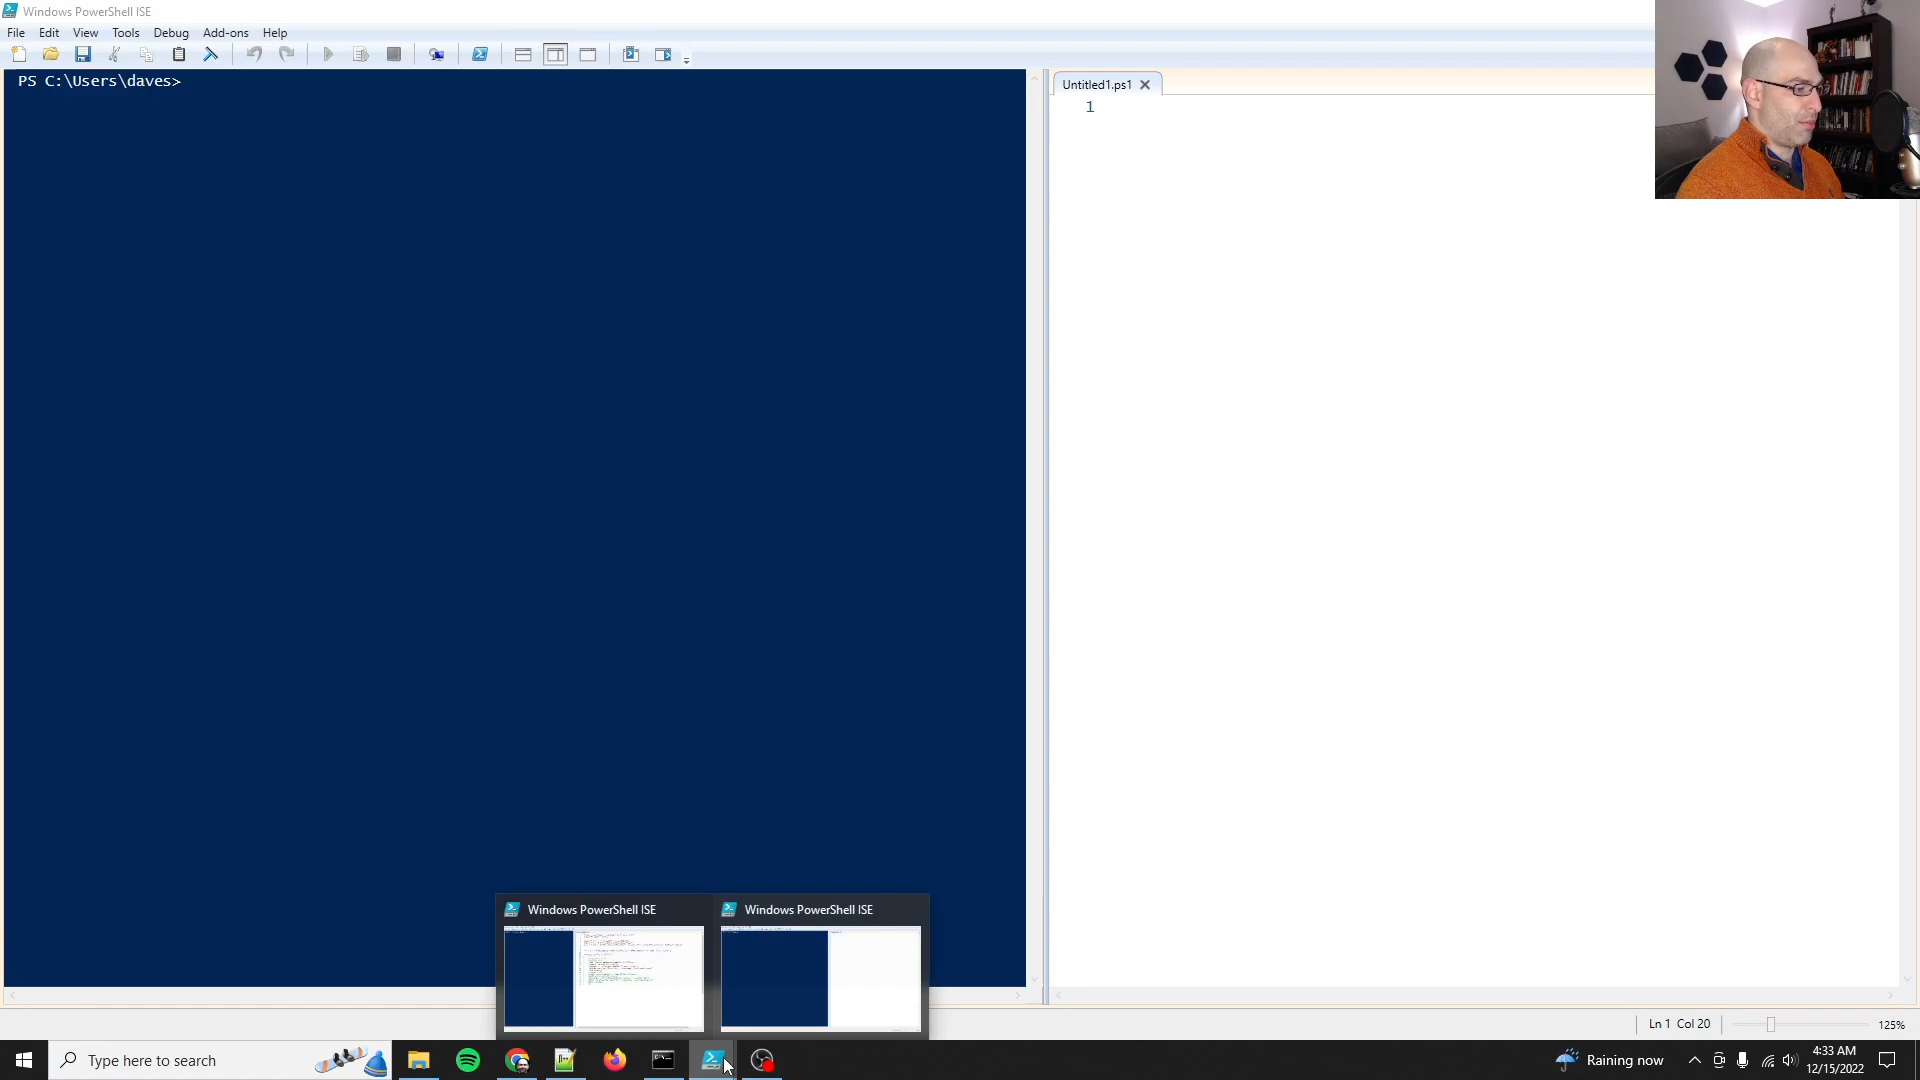 Windows PowerShell ISE
File Edit View Tools Debug Add-ons Help
PS C:\Users\daves>
Untitled1.ps1
1
Windows PowerShell ISE
Windows PowerShell ISE
Ln 1 Col 20
125%
Type here to search
Raining now
4:33 AM
12/15/2022